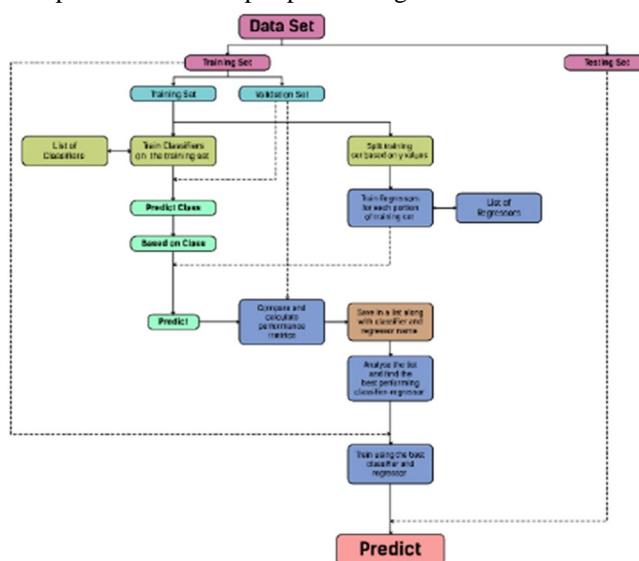 Data Set
Training Set
Testing Set
Training Set
Validation Set
List of
Classifiers
Train Classifiers
on the training set
Split training
set based on y values
Predict Class
Train Regressors
for each portion
of training set
List of
Regressors
Based on Class
Predict
Compare and
calculate
performance
metrics
Save in a list along
with classifier and
regressor name
Analyse the list
and find the
best performing
classifier-regressor
Train using the best
classifier and
regressor
Predict